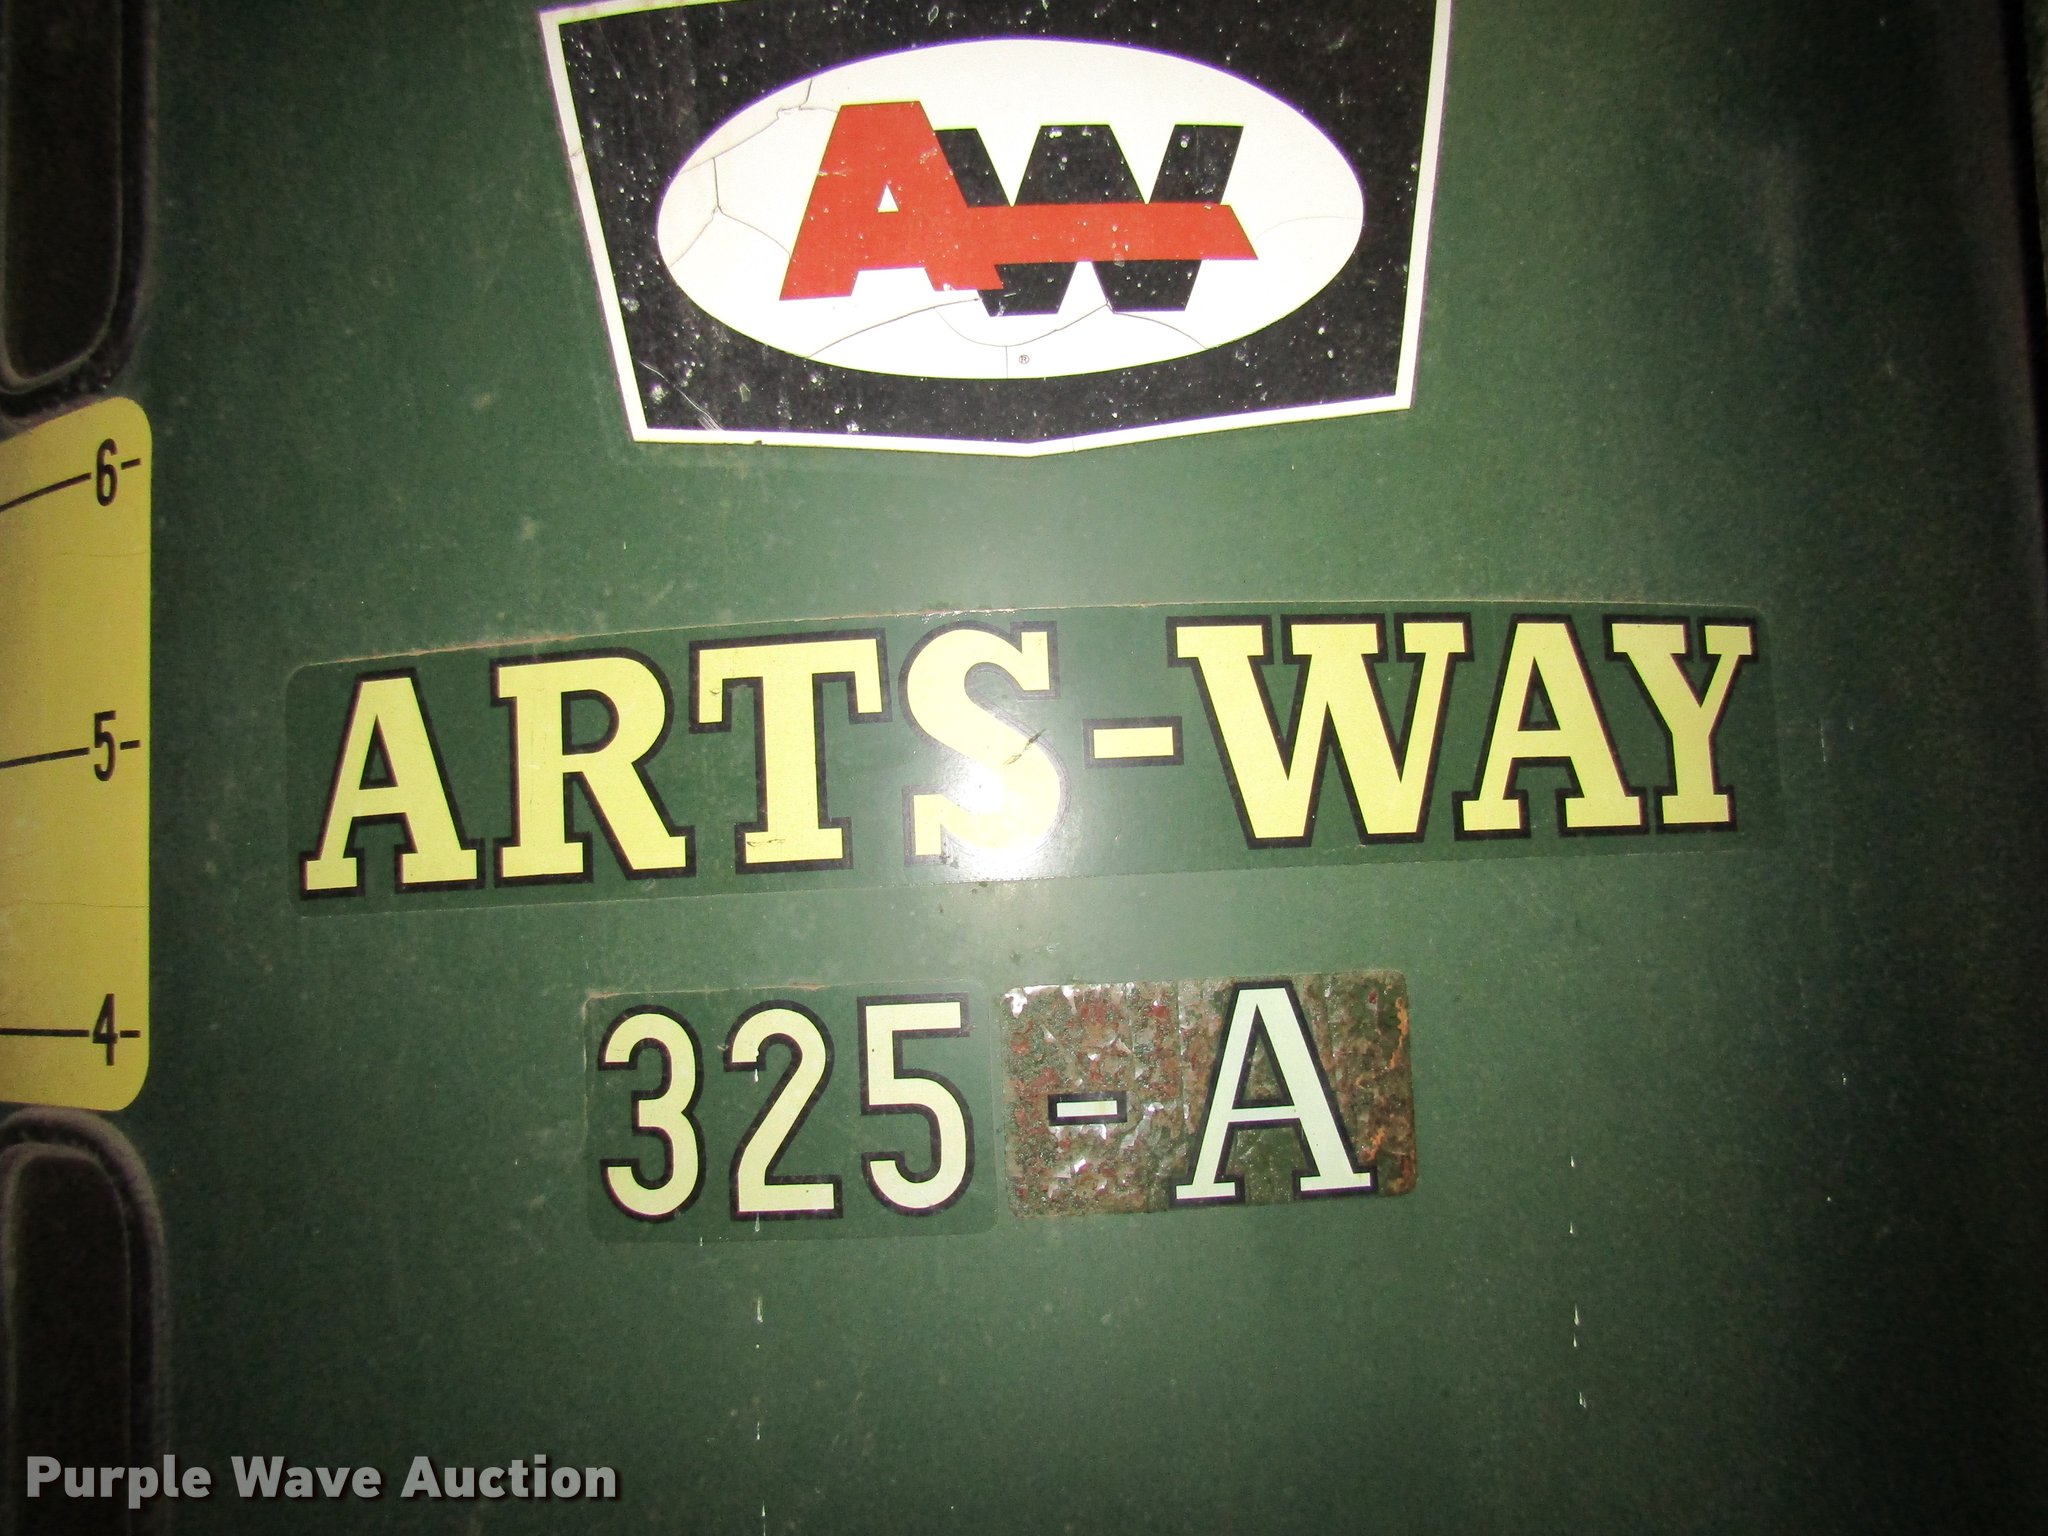 AW
®
6
5
4
ARTS-WAY
325-A
Purple Wave Auction